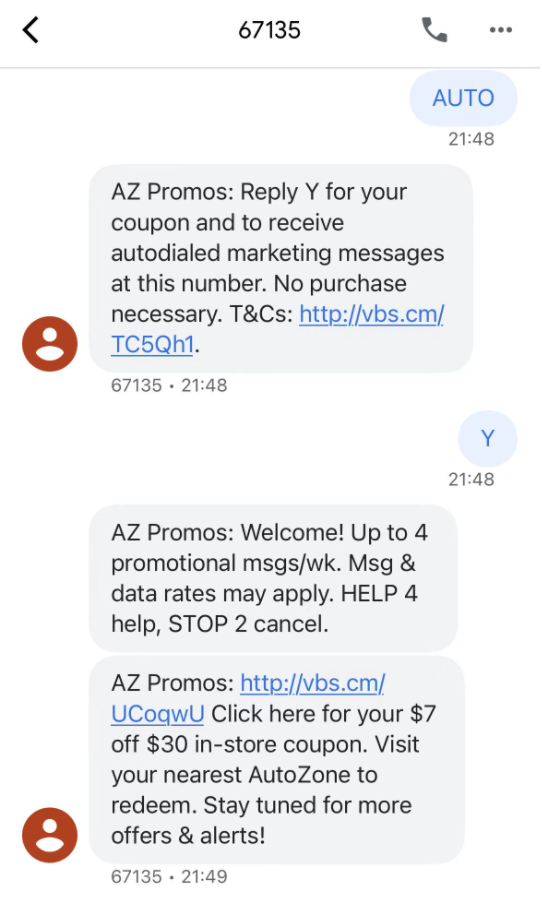 67135
AUTO
21:48
AZ Promos: Reply Y for your
coupon and to receive
autodialed marketing messages
at this number. No purchase
necessary. T&Cs: http://vbs.cm/
TC5Qh1.
67135 • 21:48
Y
21:48
AZ Promos: Welcome! Up to 4
promotional msgs/wk. Msg &
data rates may apply. HELP 4
help, STOP 2 cancel.
AZ Promos: http://vbs.cm/
UCoqwU Click here for your $7
off $30 in-store coupon. Visit
your nearest AutoZone to
redeem. Stay tuned for more
offers & alerts!
67135 • 21:49